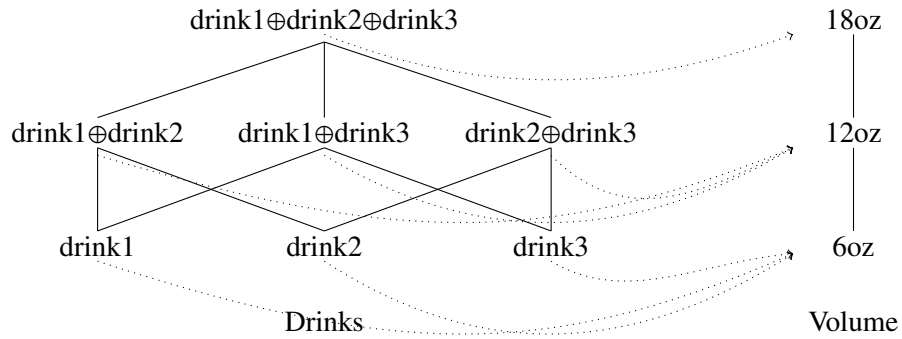 drink1⊕drink2⊕drink3 18oz
drink1⊕drink2 drink1⊕drink3 drink2⊕drink3 12oz
drink1 drink2 drink3 6oz
Drinks Volume